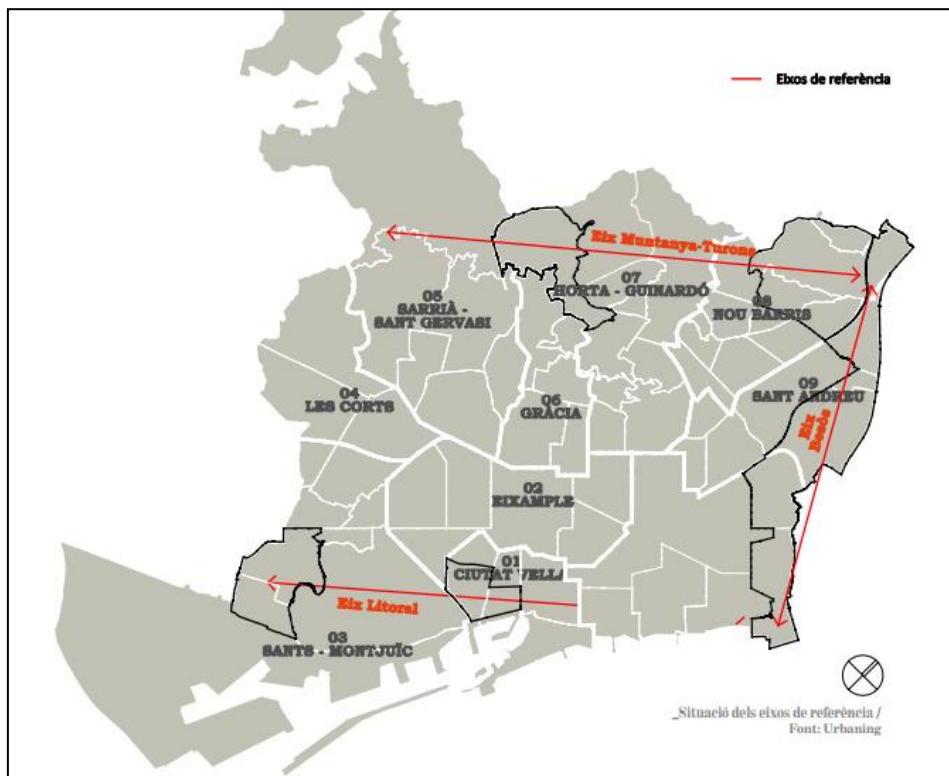 Eixos de referència
Eix Muntanya-Turons
07
HORTA - GUINARDÓ
05
SARRIÀ -
SANT GERVASI
08
NOU BARRIS
04
LES CORTS
06
GRÀCIA
09
SANT ANDREU
Eix
Besòs
02
EIXAMPLE
01
CIUTAT VELLA
Eix Litoral
03
SANTS - MONTJUÏC
_Situació dels eixos de referència /
Font: Urbaning